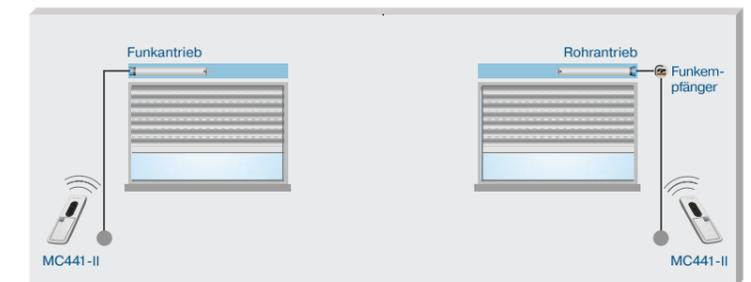 Funkantrieb
Rohrantrieb
Funkem-
pfänger
MC441-II
MC441-II